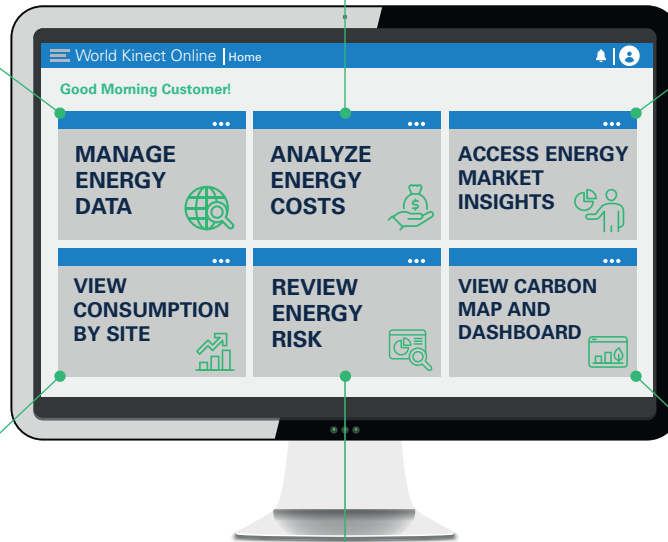 World Kinect Online | Home
Good Morning Customer!
MANAGE
ENERGY
DATA
ANALYZE
ENERGY
COSTS
$
ACCESS ENERGY
MARKET
INSIGHTS
VIEW
CONSUMPTION
BY SITE
REVIEW
ENERGY
RISK
VIEW CARBON
MAP AND
DASHBOARD